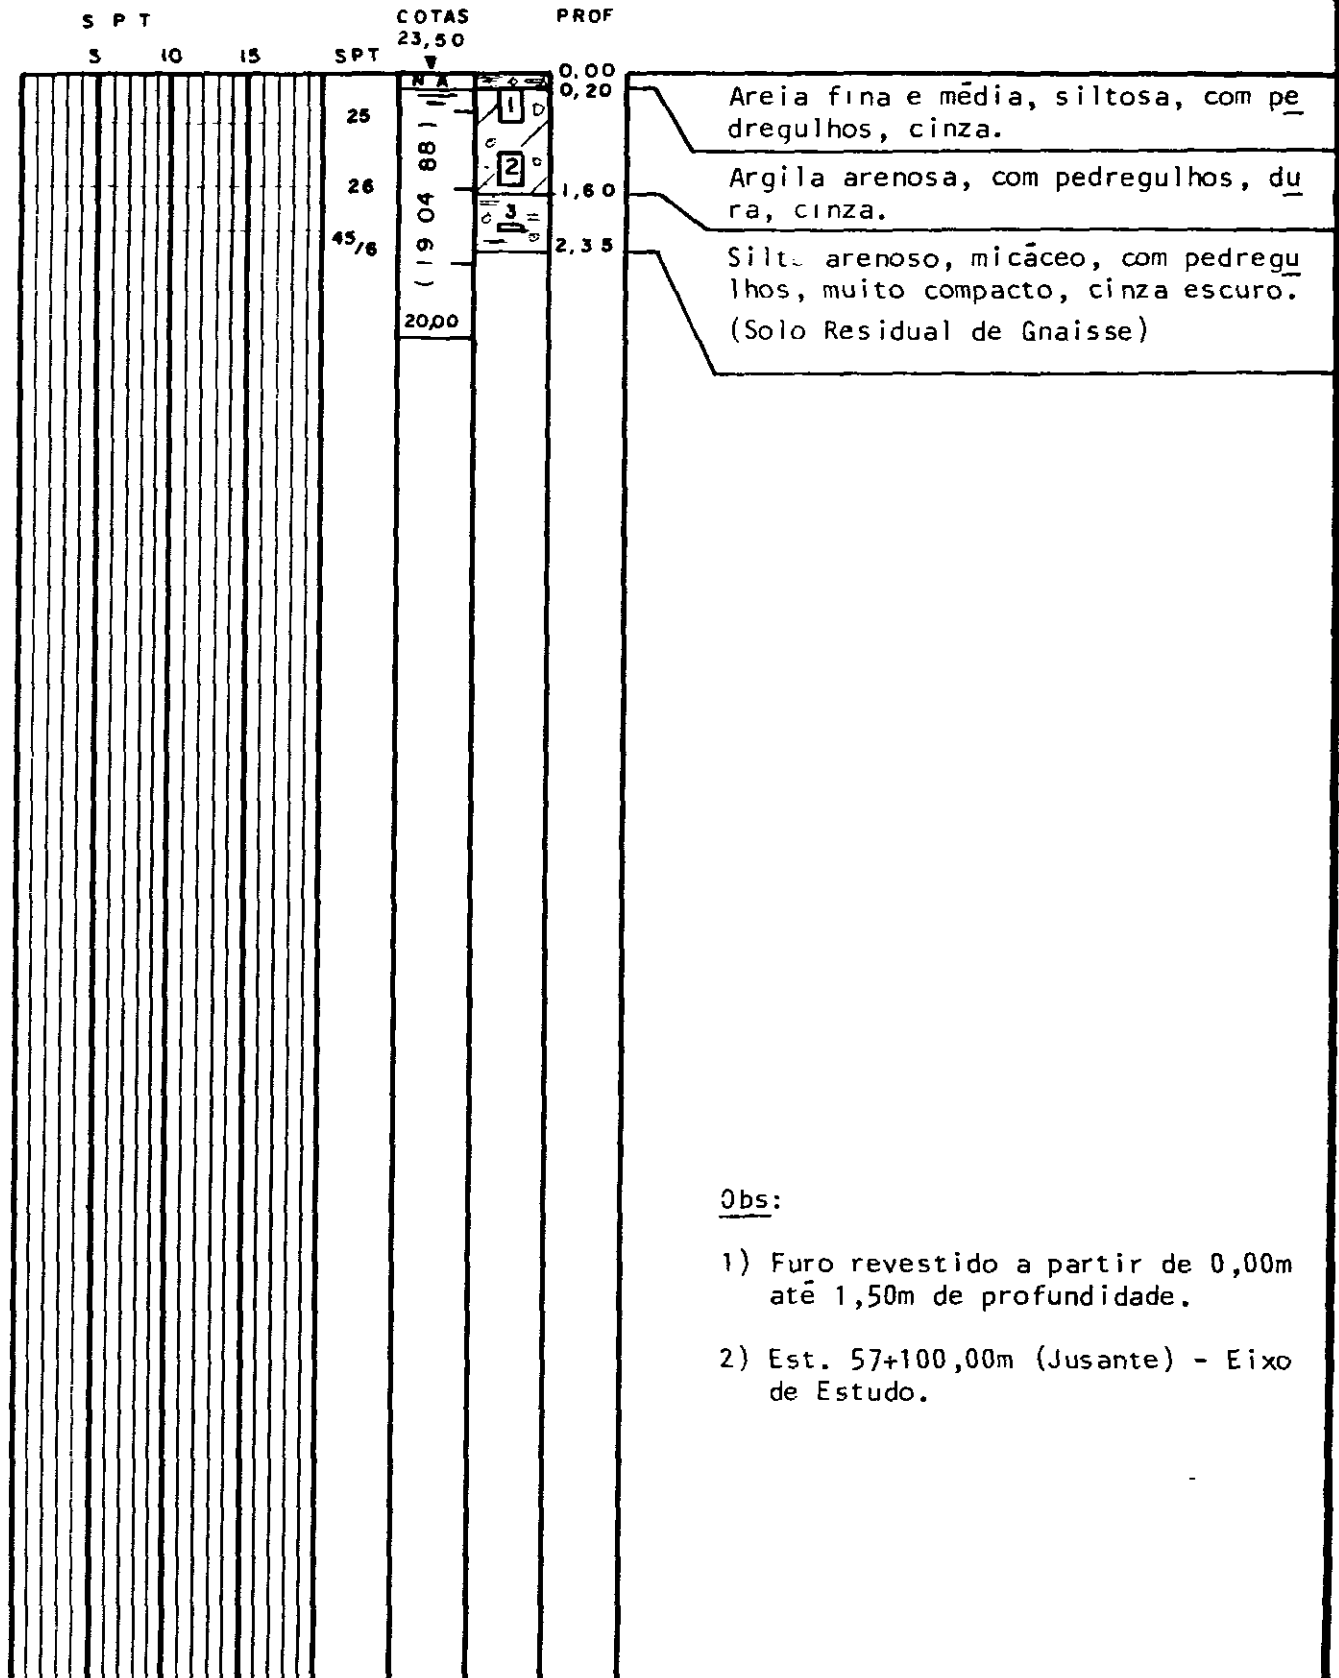 S P T
5 10 15 SPT
COTAS
23,50
PROF
N A
0,00
0,20
25
26
45/6
(19 04 88)
20,00
1
2
3
1,60
2,35
Areia fina e média, siltosa, com pe
dregulhos, cinza.
Argila arenosa, com pedregulhos, du
ra, cinza.
arenoso, micáceo, com pedregu
lhos, muito compacto, cinza escuro.
(Solo Residual de Gnaisse)
Obs:
1) Furo revestido a partir de 0,00m
até 1,50m de profundidade.
2) Est. 57+100,00m (Jusante) - Eixo
de Estudo.